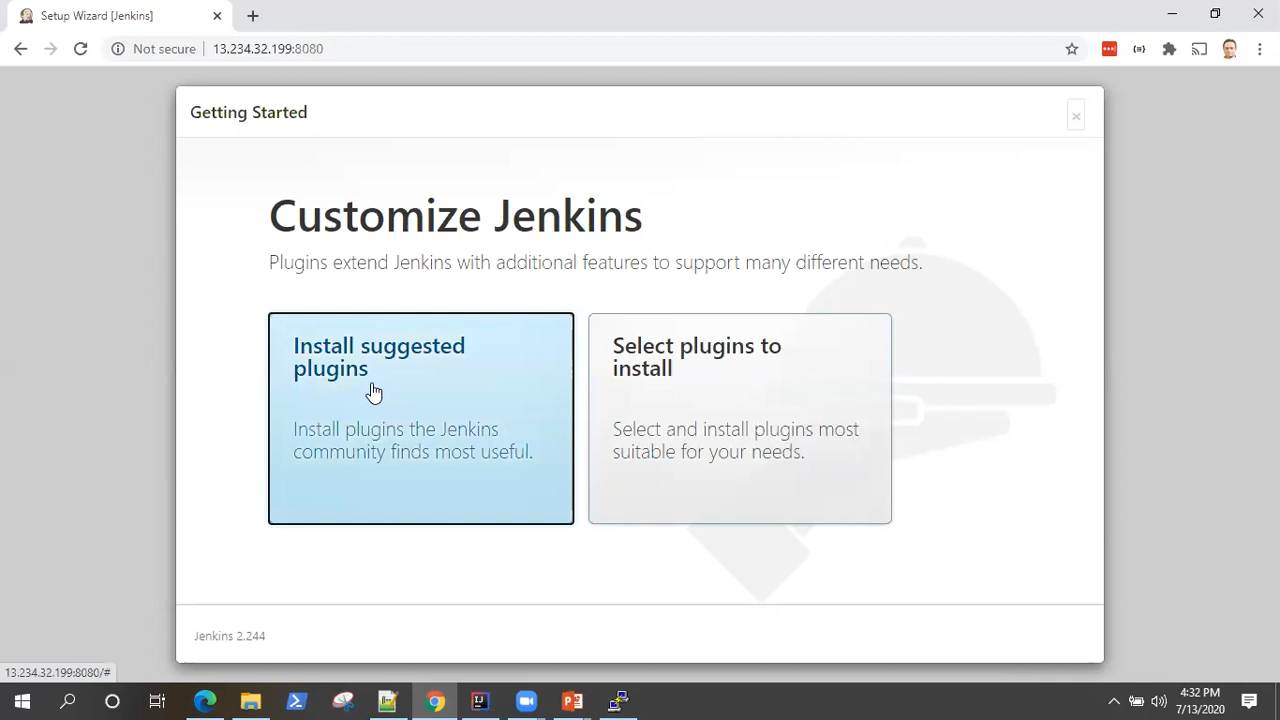 Setup Wizard [Jenkins]
Not secure
13.234.32.199:8080
Getting Started
Customize Jenkins
Plugins extend Jenkins with additional features to support many different needs.
Install suggested
plugins
Install plugins the Jenkins
community finds most useful.
Select plugins to
install
Select and install plugins most
suitable for your needs.
Jenkins 2.244
13.234.32.199:8080/#
4:32 PM
7/13/2020